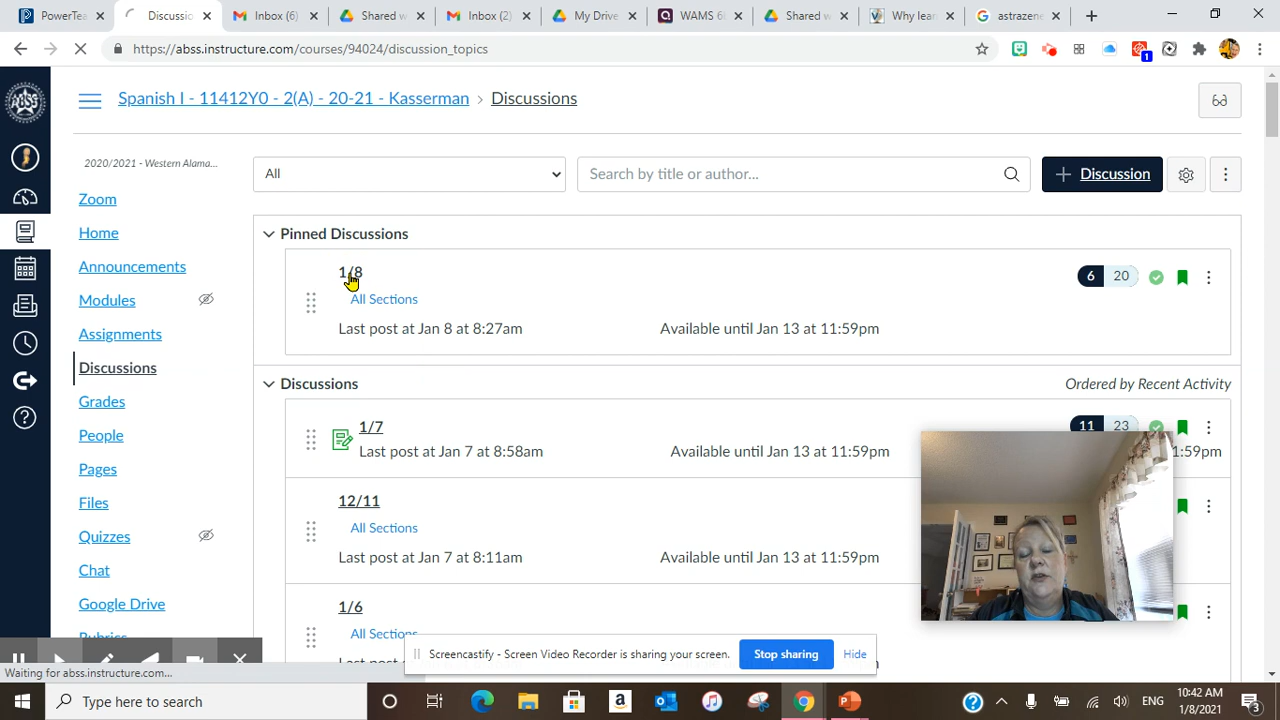 PowerTea
Discussio
Inbox (6)
Shared w
Inbox (2)
My Drive
WAMS 6
Shared w
Why lear
astrazene
https://abss.instructure.com/courses/94024/discussion_topics
1
ABSS
Spanish I - 11412Y0 - 2(A) - 20-21 - Kasserman > Discussions
2020/2021 - Western Alama...
Zoom
Home
Announcements
Modules
Assignments
Discussions
Grades
People
Pages
Files
Quizzes
Chat
Google Drive
Rubrics
All
Search by title or author...
+ Discussion
Pinned Discussions
1/8
All Sections
6 20
Last post at Jan 8 at 8:27am
Available until Jan 13 at 11:59pm
Discussions
Ordered by Recent Activity
1/7
11 23
Last post at Jan 7 at 8:58am
Available until Jan 13 at 11:59pm
1:59pm
12/11
All Sections
Last post at Jan 7 at 8:11am
Available until Jan 13 at 11:59pm
1/6
All Sections
Screencastify - Screen Video Recorder is sharing your screen.
Stop sharing
Hide
Waiting for abss.instructure.com...
Type here to search
ENG
10:42 AM
1/8/2021
3